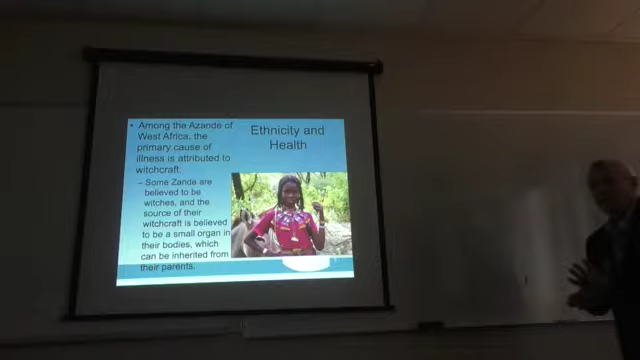 Ethnicity and
Health
• Among the Azande of
West Africa, the
primary cause of
illness is attributed to
witchcraft.
– Some Zande are
believed to be
witches, and the
source of their
witchcraft is believed
to be a small organ in
their bodies, which
can be inherited from
their parents.